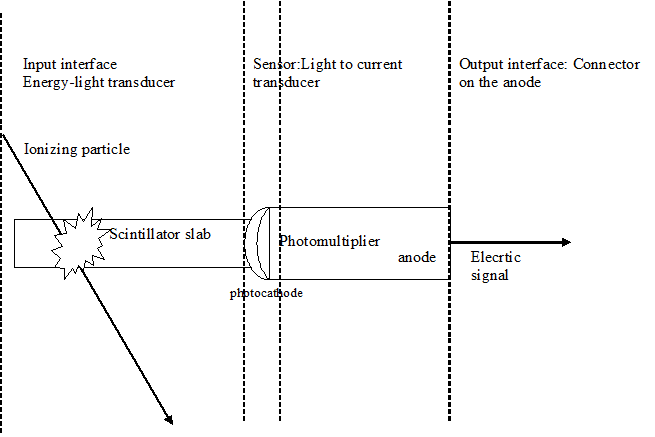 Input interface
Energy-light transducer
Sensor:Light to current
transducer
Output interface: Connector
on the anode
Ionizing particle
Scintillator slab
Photomultiplier
anode
Elecrtic
signal
photocathode